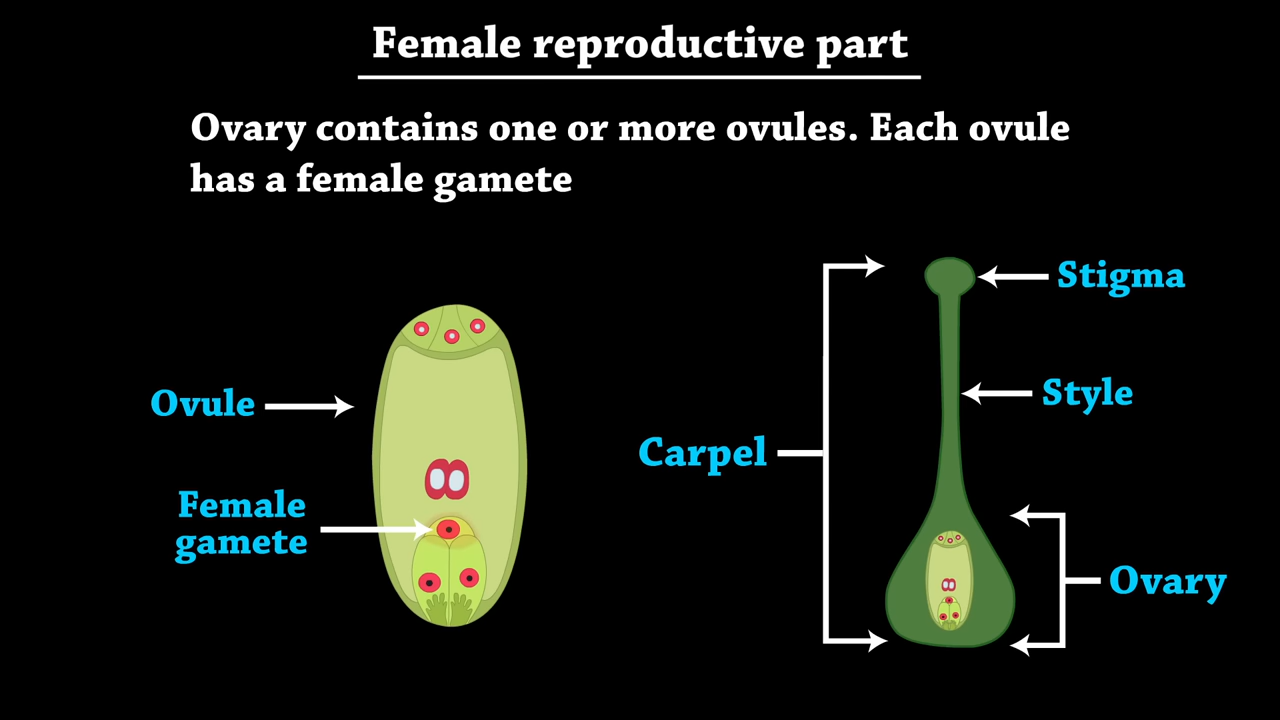 Female reproductive part
Ovary contains one or more ovules. Each ovule
has a female gamete
Stigma
Ovule
Style
Carpel
Female
gamete
Ovary